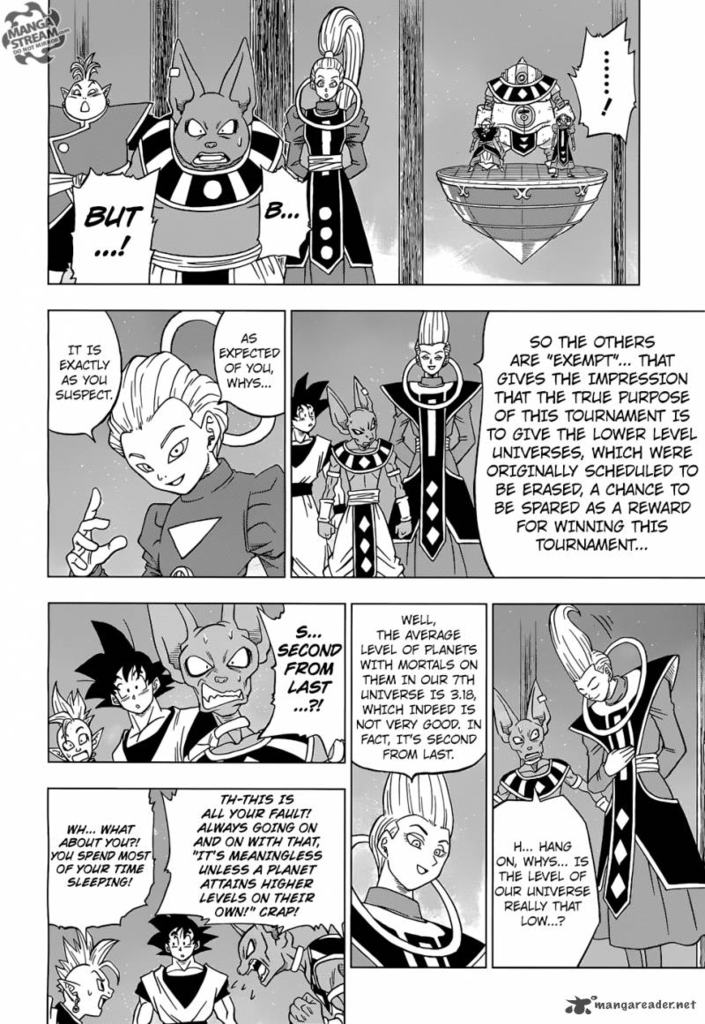 MANGA
STREAM
DO NOT MIRROR
......!
B...
BUT
...!
SO THE OTHERS
ARE "EXEMPT"... THAT
GIVES THE IMPRESSION
THAT THE TRUE PURPOSE
OF THIS TOURNAMENT IS
TO GIVE THE LOWER LEVEL
UNIVERSES, WHICH WERE
ORIGINALLY SCHEDULED TO
BE ERASED, A CHANCE TO
BE SPARED AS A REWARD
FOR WINNING THIS
TOURNAMENT...
AS
EXPECTED
OF YOU,
WHYS...
IT IS
EXACTLY
AS YOU
SUSPECT.
H... HANG
ON, WHYS... IS
THE LEVEL OF
OUR UNIVERSE
REALLY THAT
LOW...?
WELL,
THE AVERAGE
LEVEL OF PLANETS
WITH MORTALS ON
THEM IN OUR 7TH
UNIVERSE IS 3.18,
WHICH INDEED IS
NOT VERY GOOD. IN
FACT, IT'S SECOND
FROM LAST.
S...
SECOND
FROM
LAST
...?!
TH-THIS IS
ALL YOUR FAULT!
ALWAYS GOING ON
AND ON WITH THAT,
"IT'S MEANINGLESS
UNLESS A PLANET
ATTAINS HIGHER
LEVELS ON THEIR
OWN!" CRAP!
WH... WHAT
ABOUT YOU?!
YOU SPEND MOST
OF YOUR TIME
SLEEPING!
mangareader.net